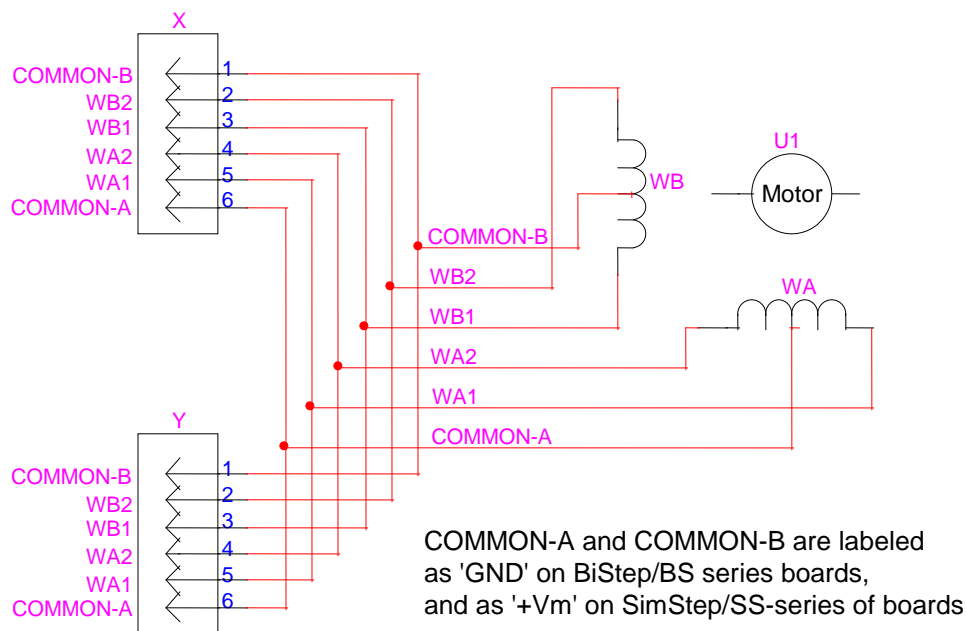 X
COMMON-B 1
WB2 2
WB1 3
WA2 4
WA1 5
COMMON-A 6
U1
Motor
WB
COMMON-B
WB2
WA
WB1
WA2
WA1
COMMON-A
Y
COMMON-B 1
WB2 2
WB1 3
WA2 4
WA1 5
COMMON-A 6
COMMON-A and COMMON-B are labeled
as 'GND' on BiStep/BS series boards,
and as '+Vm' on SimStep/SS-series of boards